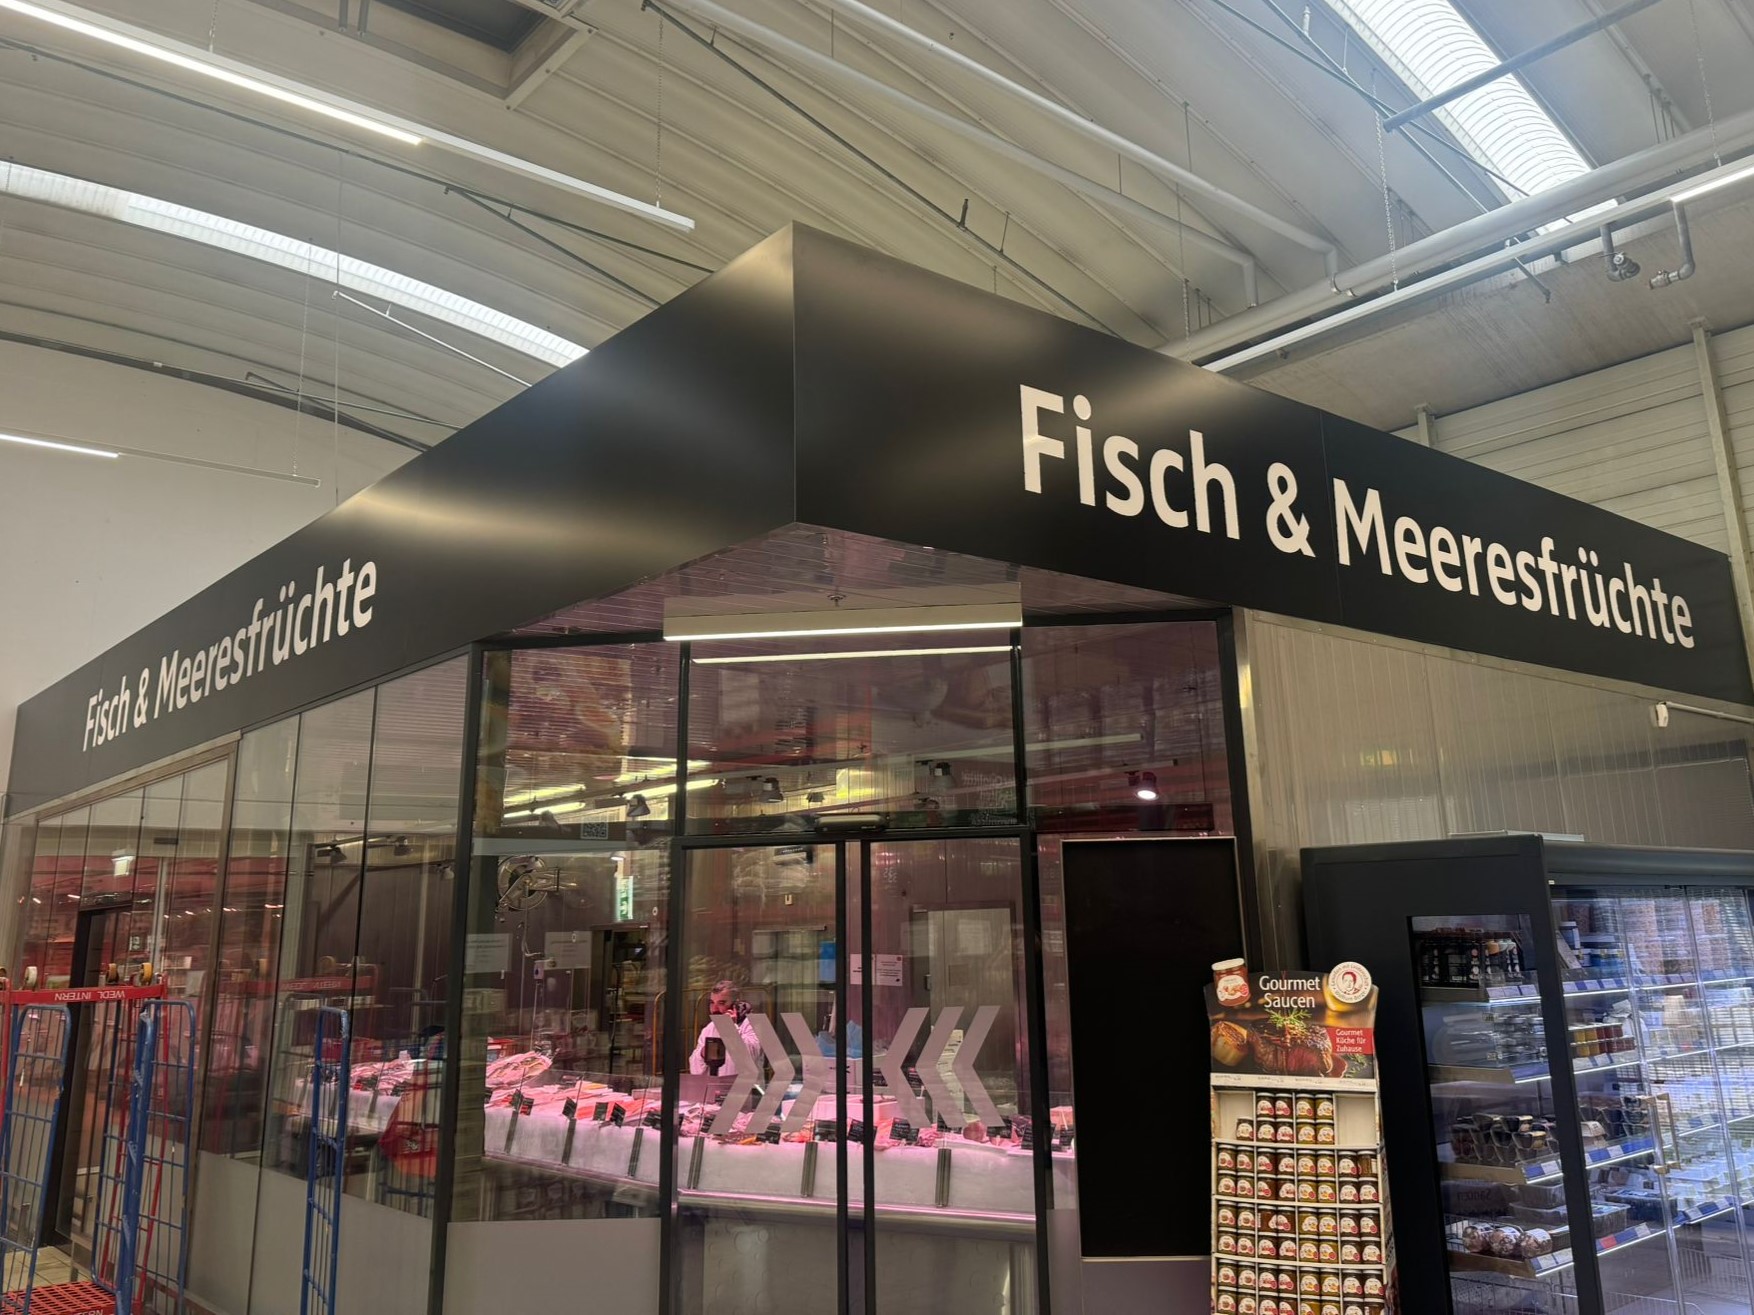 Fisch & Meeresfrüchte
Fisch & Meeresfrüchte
WEDL INTERN
Gourmet
Saucen
Gourmet
Küche für
Zuhause